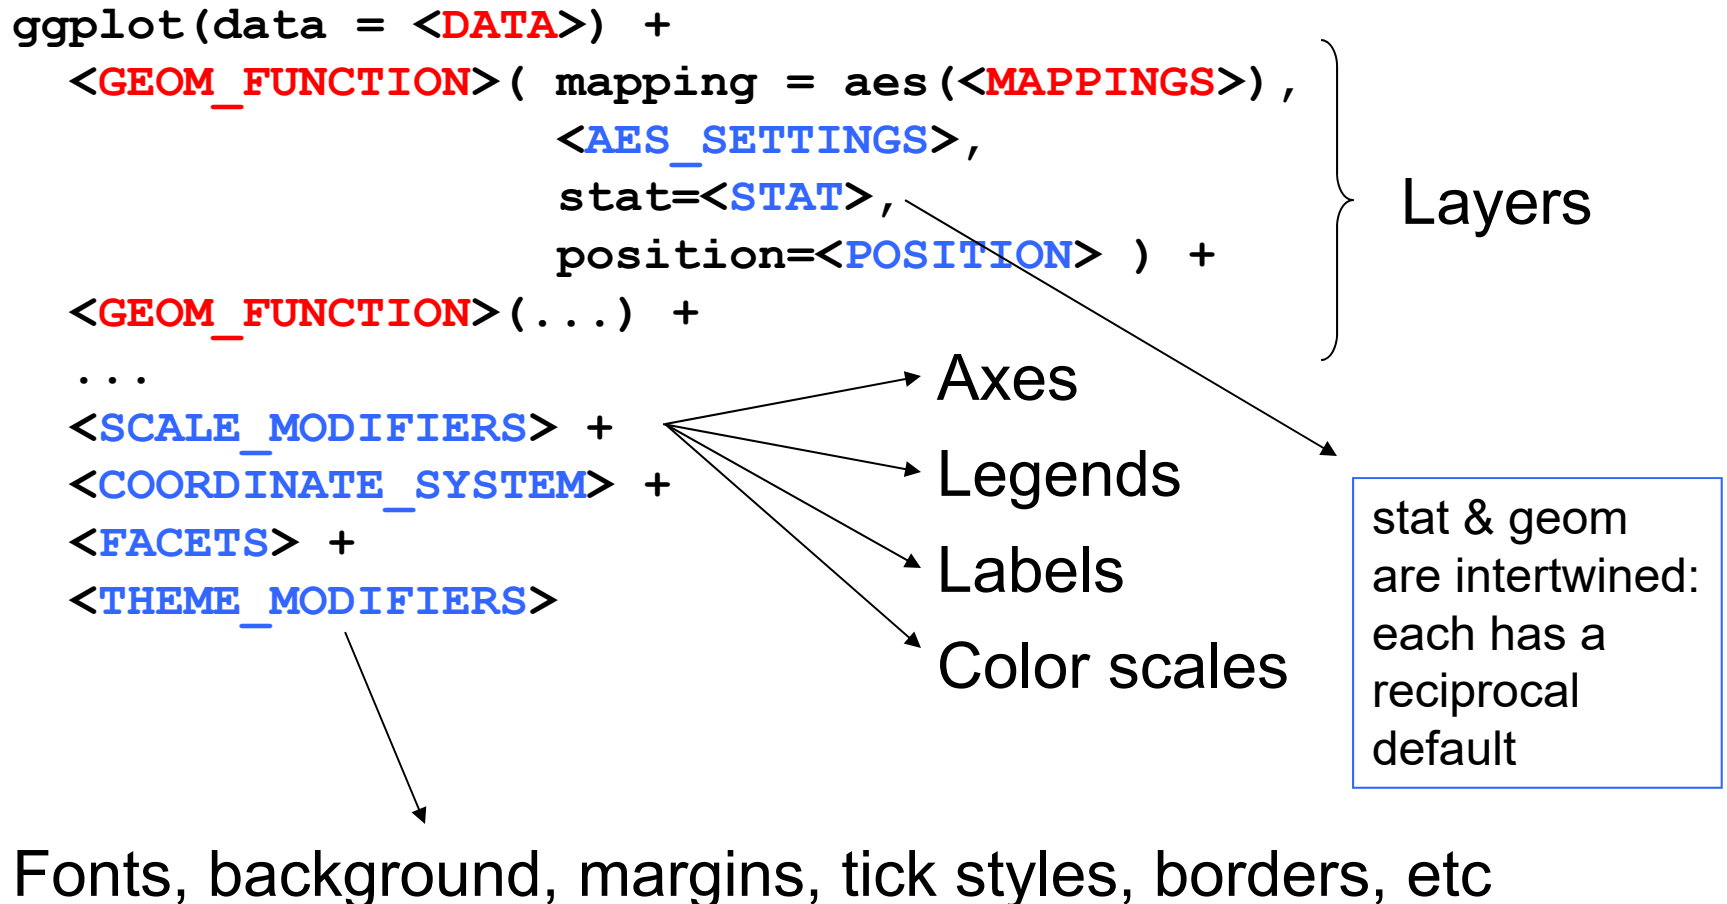 ggplot(data = <DATA>) +
<GEOM_FUNCTION>( mapping = aes(<MAPPINGS>),
<AES_SETTINGS>,
stat=<STAT>,
position=<POSITION> ) +
<GEOM_FUNCTION>(...) +
...
<SCALE_MODIFIERS> +
<COORDINATE_SYSTEM> +
<FACETS> +
<THEME_MODIFIERS>
Layers
Axes
Legends
Labels
Color scales
stat & geom
are intertwined:
each has a
reciprocal
default
Fonts, background, margins, tick styles, borders, etc